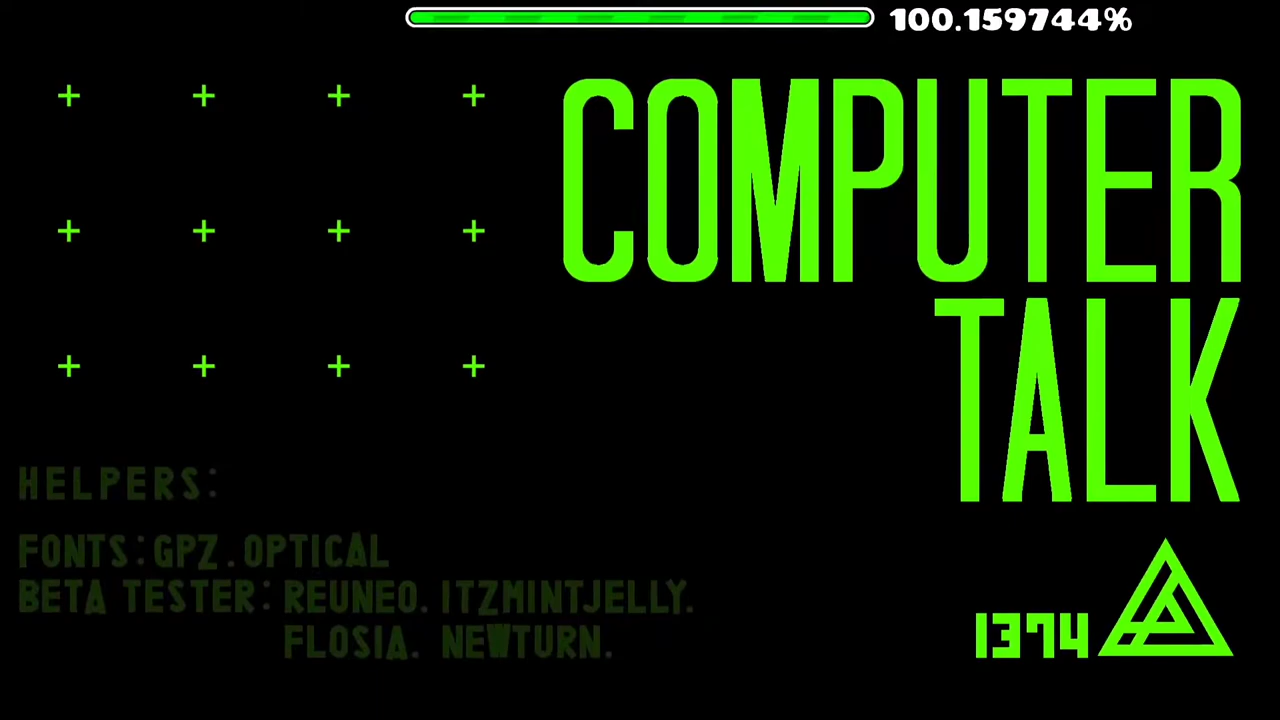 100.159744%
COMPUTER
TALK
HELPERS:
FONTS:GPZ.OPTICAL
BETA TESTER: REUNEO. ITZMINTJELLY.
FLOSIA. NEWTURN.
1374